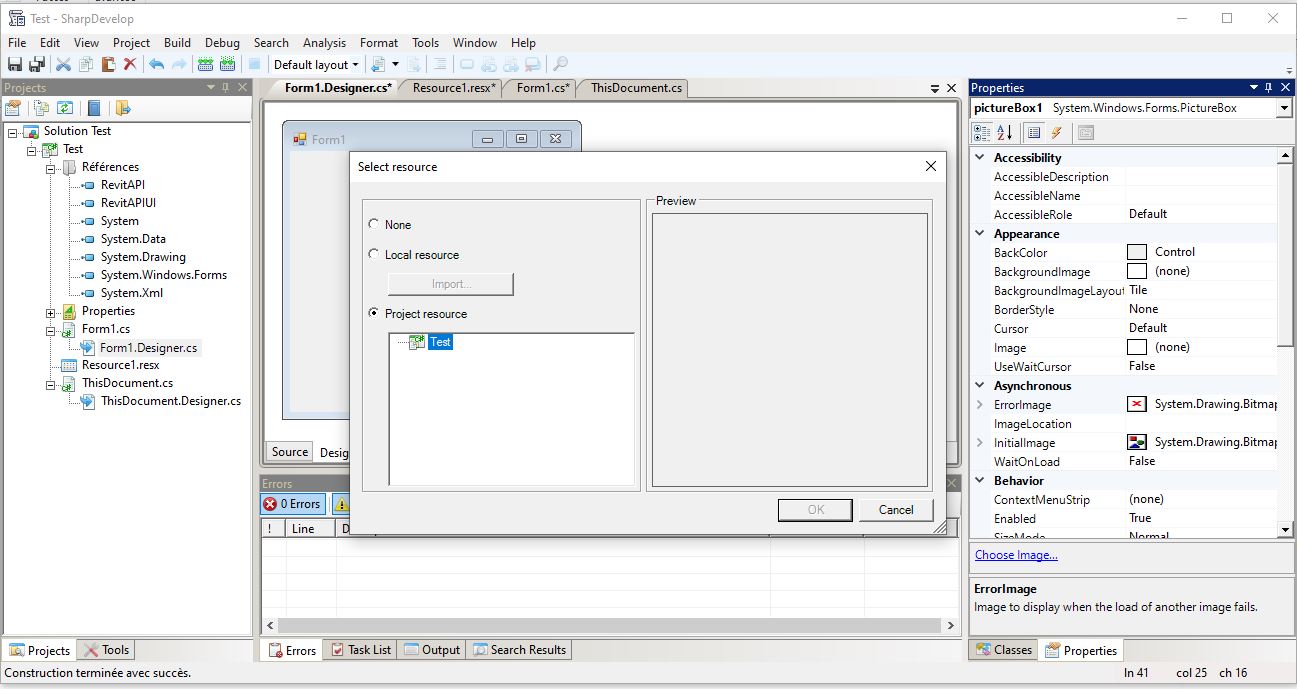 Test - SharpDevelop
File Edit View Project Build Debug Search Analysis Format Tools Window Help
Default layout
Projects
Solution Test
Test
Références
RevitAPI
RevitAPIUI
System
System.Data
System.Drawing
System.Windows.Forms
System.Xml
Properties
Form1.cs
Form1.Designer.cs
Resource1.resx
ThisDocument.cs
ThisDocument.Designer.cs
Projects Tools
Form1.Designer.cs* Resource1.resx* Form1.cs* ThisDocument.cs
Form1
Source Desig
Select resource
None
Local resource
Import...
Project resource
Test
Preview
OK Cancel
Errors
0 Errors
! Line D
Errors Task List Output Search Results
Properties
pictureBox1 System.Windows.Forms.PictureBox
Accessibility
AccessibleDescription
AccessibleName
AccessibleRole Default
Appearance
BackColor Control
BackgroundImage (none)
BackgroundImageLayout Tile
BorderStyle None
Cursor Default
Image (none)
UseWaitCursor False
Asynchronous
ErrorImage System.Drawing.Bitmap
ImageLocation
InitialImage System.Drawing.Bitmap
WaitOnLoad False
Behavior
ContextMenuStrip (none)
Enabled True
SizeMode Normal
Choose Image...
ErrorImage
Image to display when the load of another image fails.
Classes Properties
Construction terminée avec succès.
ln 41 col 25 ch 16